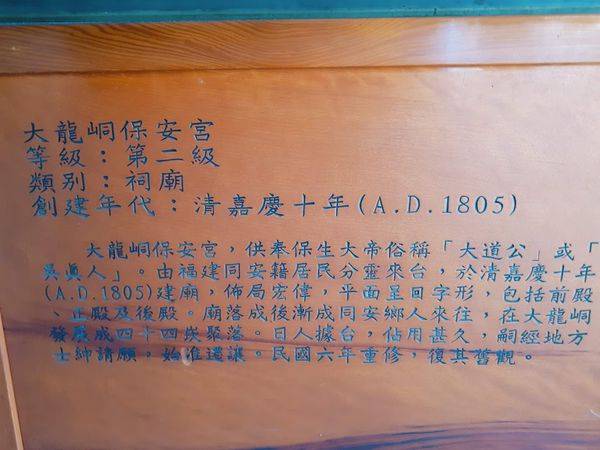 大龍峒保安宮
等級：第二級
類別：祠廟
創建年代：清嘉慶十年(A.D.1805)
大龍峒保安宮，供奉保生大帝俗稱「大道公」或「
吳真人」。由福建同安籍居民分靈來台，於清嘉慶十年
(A.D.1805)建廟，佈局宏偉，平面呈回字形，包括前殿
、正殿及後殿。廟落成後漸成同安鄉人來往，在大龍峒
發展成四十四崁聚落。日人據台，佔用甚久，嗣經地方
士紳請願，始准還讓。民國六年重修，復其舊觀。